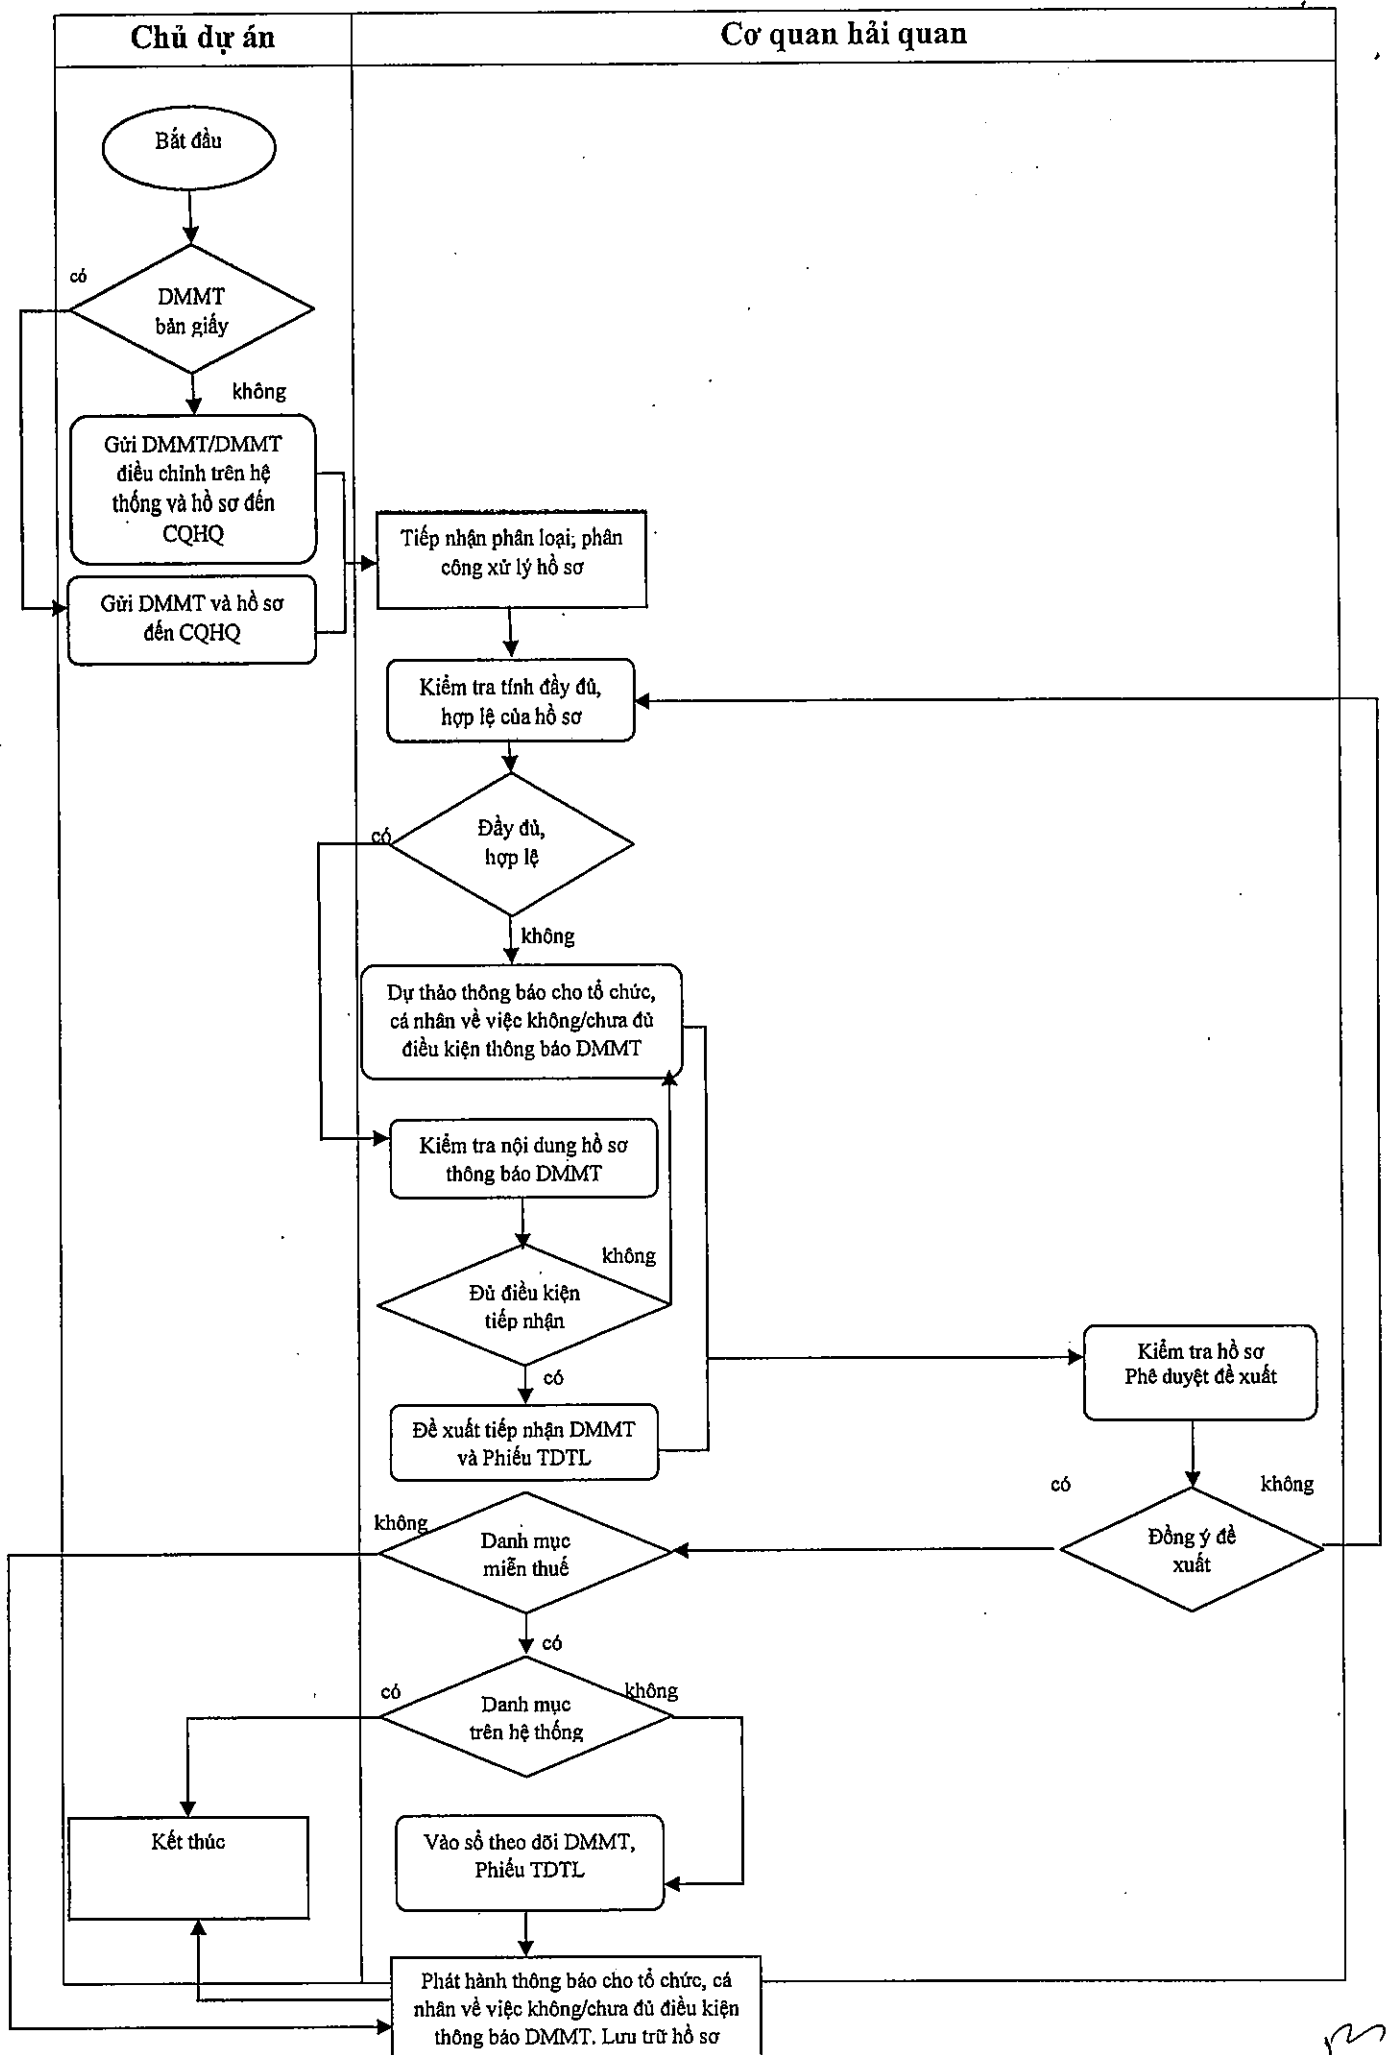 Chủ dự án
Cơ quan hải quan
Bắt đầu
có
DMMT
bản giấy
không
Gửi DMMT/DMMT
điều chỉnh trên hệ
thống và hồ sơ đến
CQHQ
Gửi DMMT và hồ sơ
đến CQHQ
Tiếp nhận phân loại; phân
công xử lý hồ sơ
Kiểm tra tính đầy đủ,
hợp lệ của hồ sơ
có
Đầy đủ,
hợp lệ
không
Dự thảo thông báo cho tổ chức,
cá nhân về việc không/chưa đủ
điều kiện thông báo DMMT
Kiểm tra nội dung hồ sơ
thông báo DMMT
không
Đủ điều kiện
tiếp nhận
có
Đề xuất tiếp nhận DMMT
và Phiếu TDTL
Kiểm tra hồ sơ
Phê duyệt đề xuất
có
không
Đồng ý đề
xuất
không
Danh mục
miễn thuế
có
có
không
Danh mục
trên hệ thống
Kết thúc
Vào sổ theo dõi DMMT,
Phiếu TDTL
Phát hành thông báo cho tổ chức, cá
nhân về việc không/chưa đủ điều kiện
thông báo DMMT. Lưu trữ hồ sơ